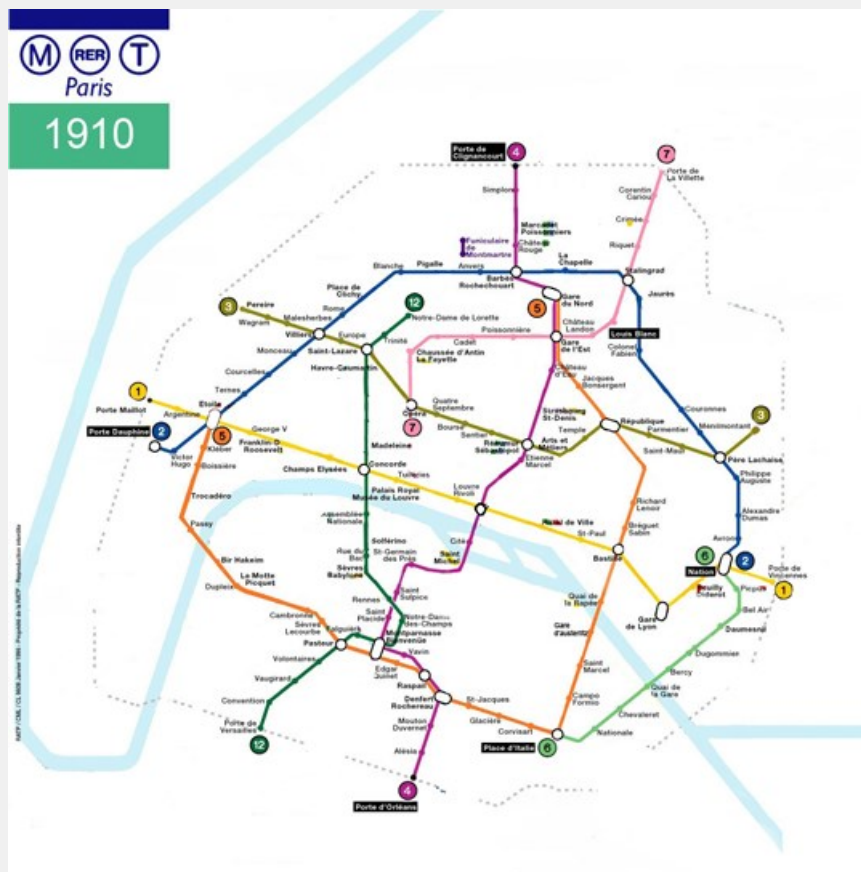 M RER T
Paris
1910
Porte de
Clignancourt
4
7
Porte de
La Villette
Simplon
Corentin
Cariou
Crimée
Marcadet
Poissonniers
Funiculaire
de
Montmartre
Château
Rouge
Riquet
La
Chapelle
Blanche
Pigalle
Anvers
Barbès
Rochechouart
Stalingrad
Place de
Clichy
Gare
du Nord
Jaurès
3
Pereire
Wagram
Malesherbes
Rome
12
Notre-Dame de Lorette
5
Château
Landon
Louis Blanc
Villiers
Europe
Trinité
Poissonnière
Cadet
Gare
de l'Est
Colonel
Fabien
Monceau
Saint-Lazare
Havre-Caumartin
Chaussée d'Antin
La Fayette
Château
d'Eau
Courcelles
Jacques
Bonsergent
Ternes
1
Etoile
Porte Maillot
Argentine
Opéra
Quatre
Septembre
Strasbourg
St-Denis
Couronnes
3
Ménilmontant
République
Porte Dauphine
2
5
George V
7
Bourse
Sentier
Temple
Parmentier
Kléber
Franklin D
Roosevelt
Madeleine
Réaumur
Sébastopol
Arts et
Métiers
Saint-Maur
Père Lachaise
Victor
Hugo
Boissière
Champs Elysées
Concorde
Tuileries
Etienne
Marcel
Philippe
Auguste
Trocadéro
Palais Royal
Musée du Louvre
Louvre
Rivoli
Richard
Lenoir
Alexandre
Dumas
Passy
Assemblée
Nationale
Hôtel de Ville
Bréguet
Sabin
Solférino
Cité
St-Paul
Avron
Rue du
Bac
St-Germain
des Prés
Saint
Michel
Bastille
6
2
Bir Hakeim
Sèvres
Babylone
Nation
Porte de
Vincennes
La Motte
Picquet
Reuilly
Diderot
Picpus
1
Dupleix
Rennes
Saint
Sulpice
Quai de
la Rapée
Bel Air
Cambronne
Saint
Placide
Notre-Dame
des-Champs
Gare
de Lyon
Sèvres
Lecourbe
Falguière
Gare
d'austerlitz
Daumesnil
Pasteur
Montparnasse
Bienvenüe
Dugommier
Volontaires
Vavin
Saint
Marcel
Bercy
Vaugirard
Edgar
Quinet
Raspail
Quai de
la Gare
Convention
Denfert
Rochereau
St-Jacques
Campo
Formio
Chevaleret
Porte de
Versailles
Mouton
Duvernet
Glacière
Nationale
12
Corvisart
Alésia
Place d'Italie
6
4
Porte d'Orléans